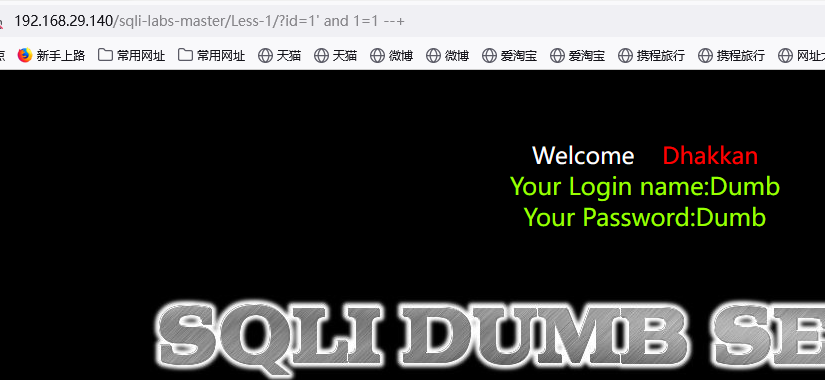 192.168.29.140/sqli-labs-master/Less-1/?id=1' and 1=1 --+
新手上路 常用网址 常用网址 天猫 天猫 微博 微博 爱淘宝 爱淘宝 携程旅行 携程旅行 网址
Welcome Dhakkan
Your Login name:Dumb
Your Password:Dumb
SQLI DUMB SE